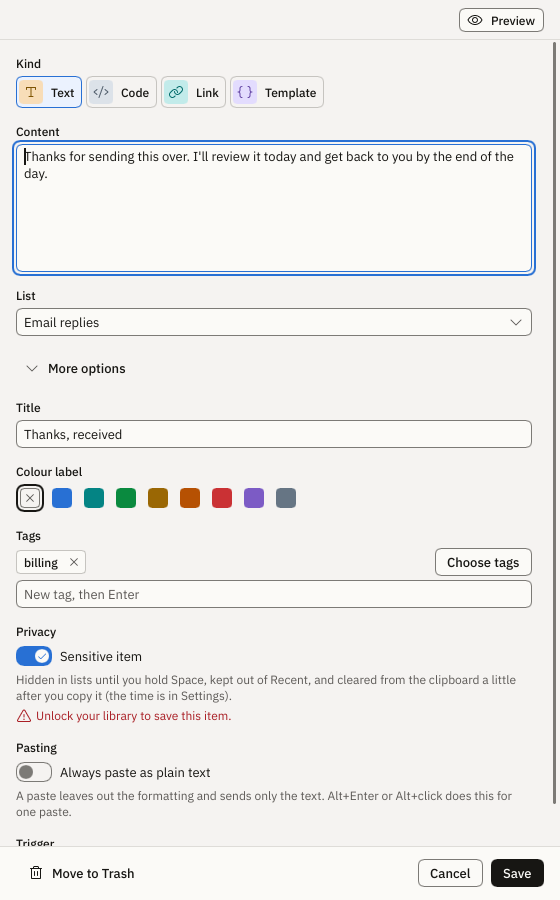 Preview
Kind
T Text
</> Code
Link
{ } Template
Content
Thanks for sending this over. I'll review it today and get back to you by the end of the
day.
List
Email replies
More options
Title
Thanks, received
Colour label
Tags
billing
Choose tags
New tag, then Enter
Privacy
Sensitive item
Hidden in lists until you hold Space, kept out of Recent, and cleared from the clipboard a little
after you copy it (the time is in Settings).
Unlock your library to save this item.
Pasting
Always paste as plain text
A paste leaves out the formatting and sends only the text. Alt+Enter or Alt+click does this for
one paste.
Trigger
Move to Trash
Cancel
Save